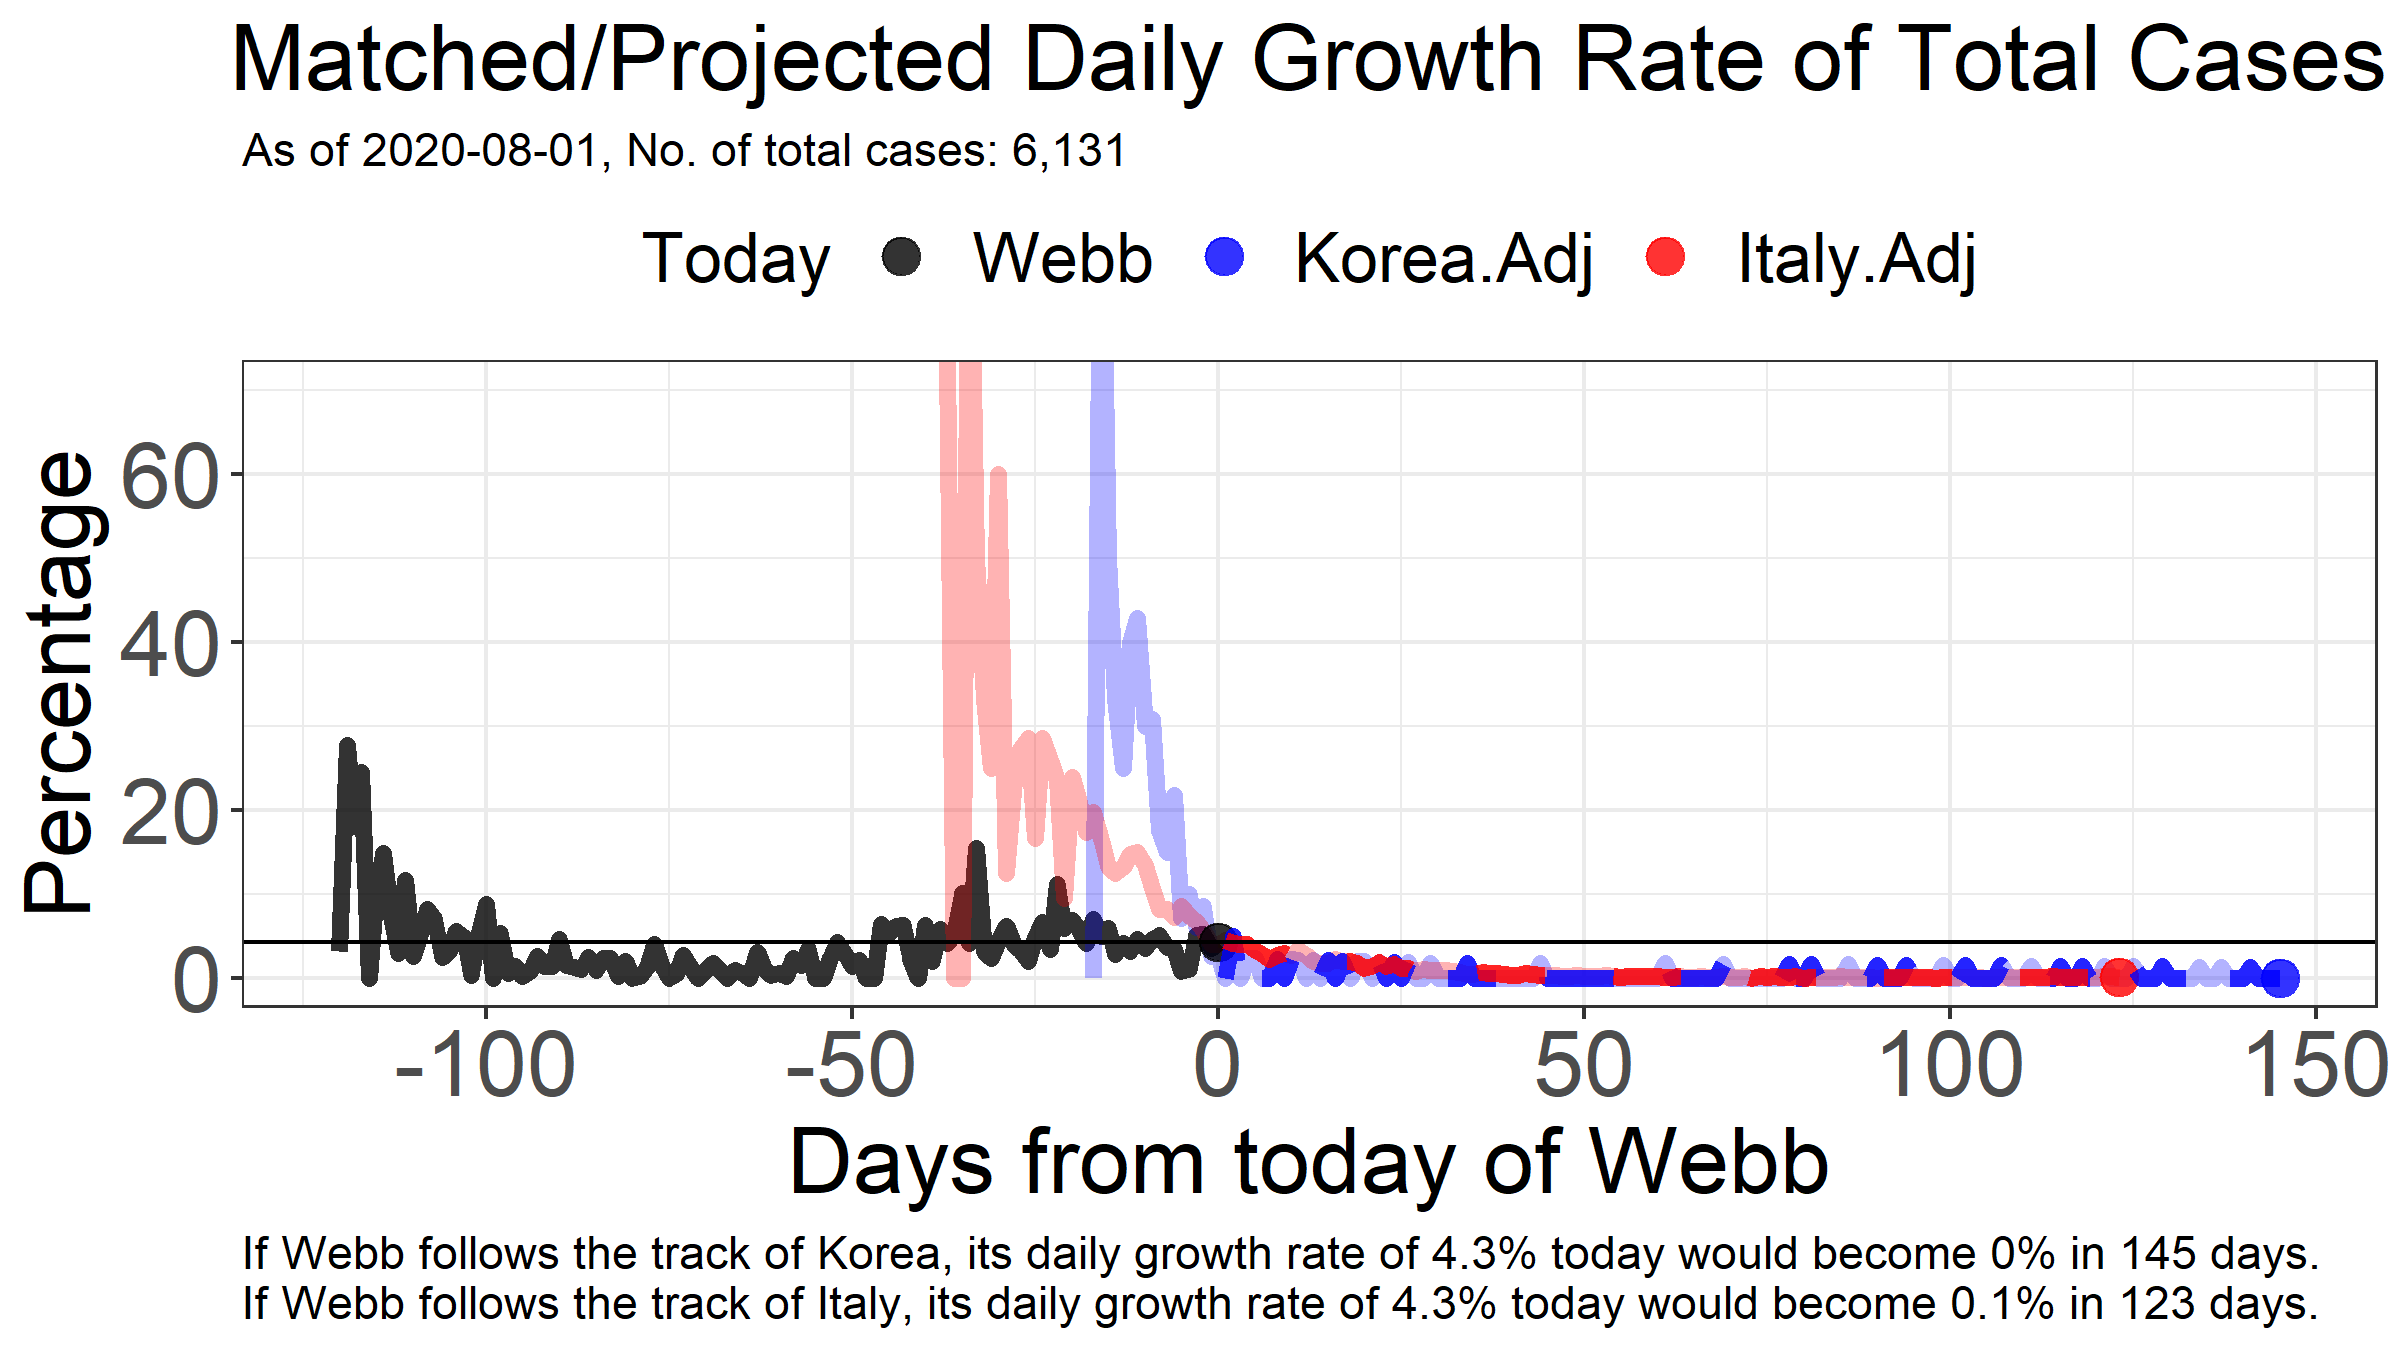 Matched/Projected Daily Growth Rate of Total Cases
As of 2020-08-01, No. of total cases: 6,131
Today Webb Korea.Adj Italy.Adj
Percentage
60
40
20
0
-100 -50 0 50 100 150
Days from today of Webb
If Webb follows the track of Korea, its daily growth rate of 4.3% today would become 0% in 145 days.
If Webb follows the track of Italy, its daily growth rate of 4.3% today would become 0.1% in 123 days.